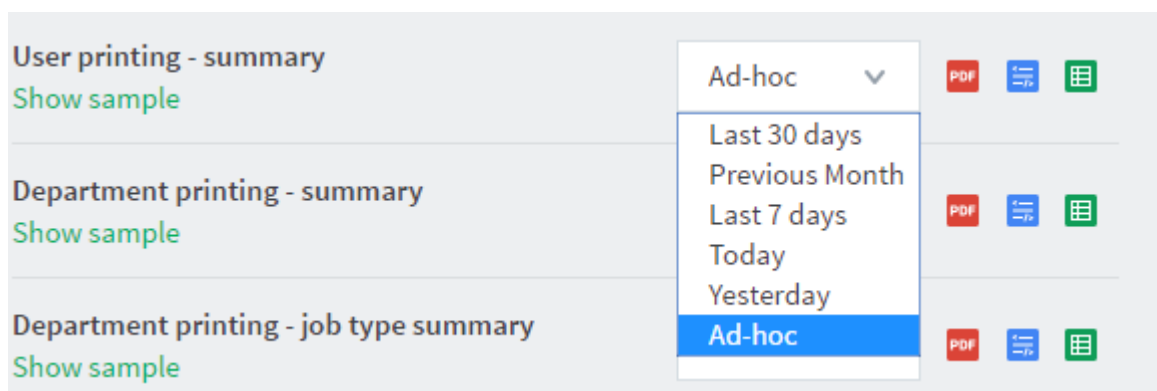 User printing - summary
Show sample
Ad-hoc
PDF
Last 30 days
Previous Month
Last 7 days
Today
Yesterday
Ad-hoc
Department printing - summary
Show sample
PDF
Department printing - job type summary
Show sample
PDF